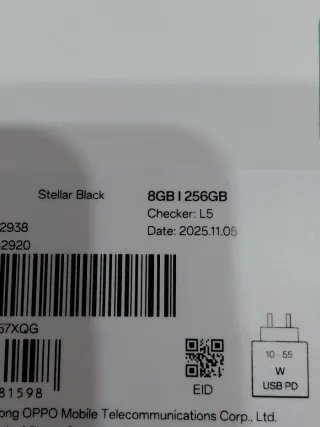 Stellar Black
8GB | 256GB
Checker: L5
2938
Date: 2025.11.05
2920
57XQG
10 - 55
W
USB PD
81598
EID
ong OPPO Mobile Telecommunications Corp., Ltd.